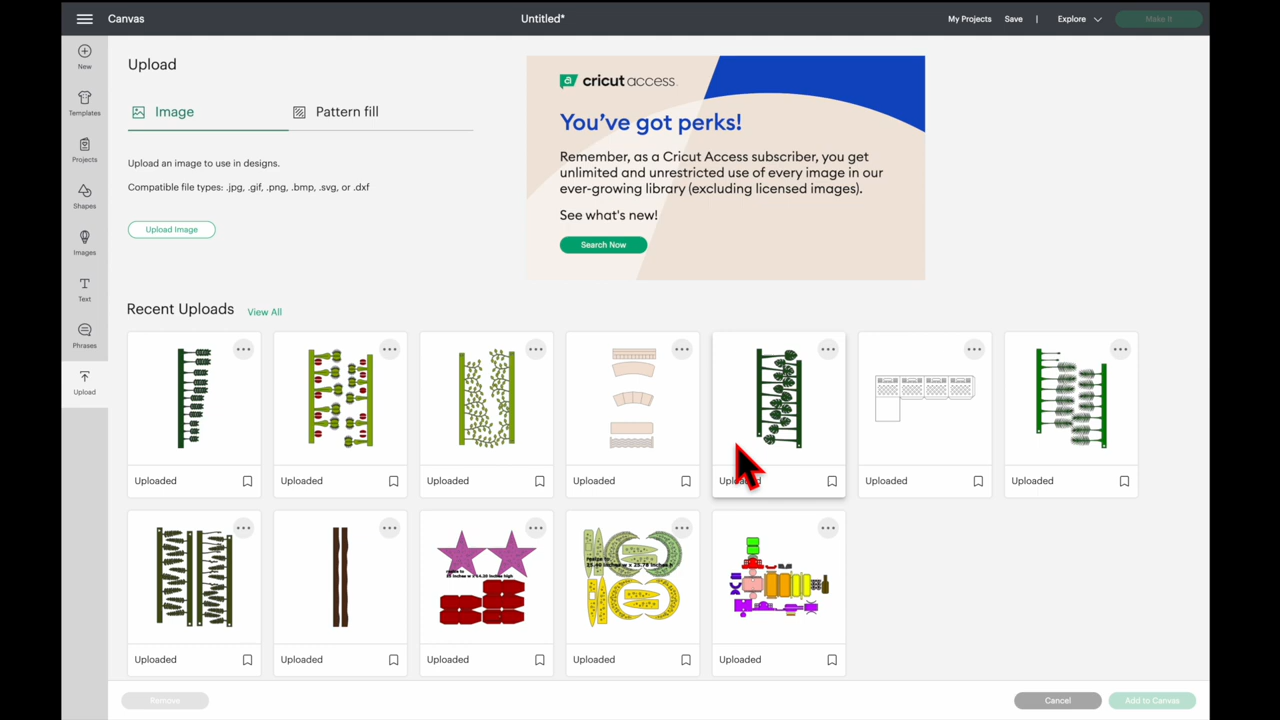 Canvas
Untitled*
My Projects
Save
|
Explore
Make It
New
Templates
Projects
Shapes
Images
Text
Phrases
Upload
Upload
Image
Pattern fill
Upload an image to use in designs.
Compatible file types: .jpg, .gif, .png, .bmp, .svg, or .dxf
Upload Image
cricut access
You've got perks!
Remember, as a Cricut Access subscriber, you get
unlimited and unrestricted use of every image in our
ever-growing library (excluding licensed images).
See what's new!
Search Now
Recent Uploads
View All
Uploaded
Uploaded
Uploaded
Uploaded
Uploaded
Uploaded
resize to
Uploaded
Uploaded
Uploaded
resize to
Uploaded
Uploaded
Remove
Cancel
Add to Canvas